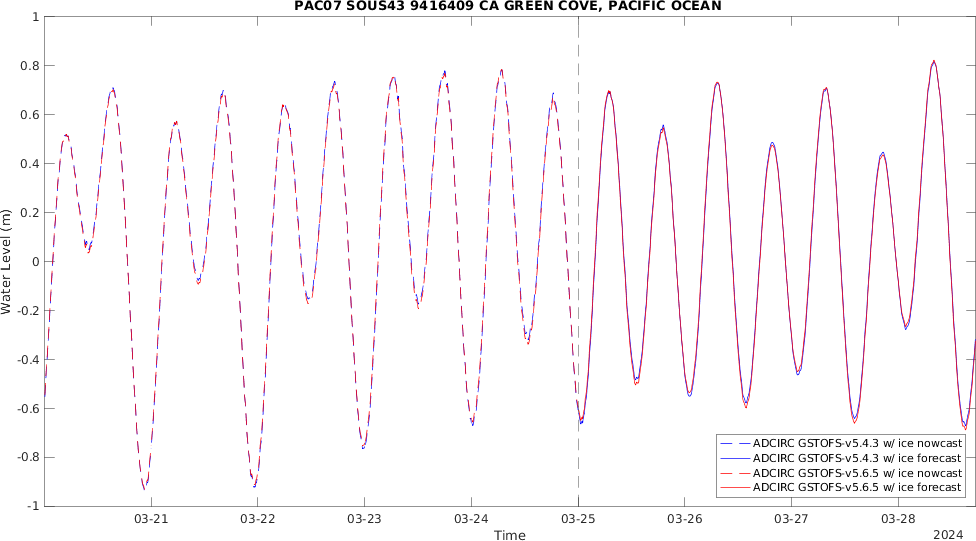 PAC07 SOUS43 9416409 CA GREEN COVE, PACIFIC OCEAN
1
0.8
0.6
0.4
0.2
0
-0.2
-0.4
-0.6
-0.8
-1
Water Level (m)
ADCIRC GSTOFS-v5.4.3 w/ ice nowcast
ADCIRC GSTOFS-v5.4.3 w/ ice forecast
ADCIRC GSTOFS-v5.6.5 w/ ice nowcast
ADCIRC GSTOFS-v5.6.5 w/ ice forecast
03-21 03-22 03-23 03-24 03-25 03-26 03-27 03-28
Time
2024